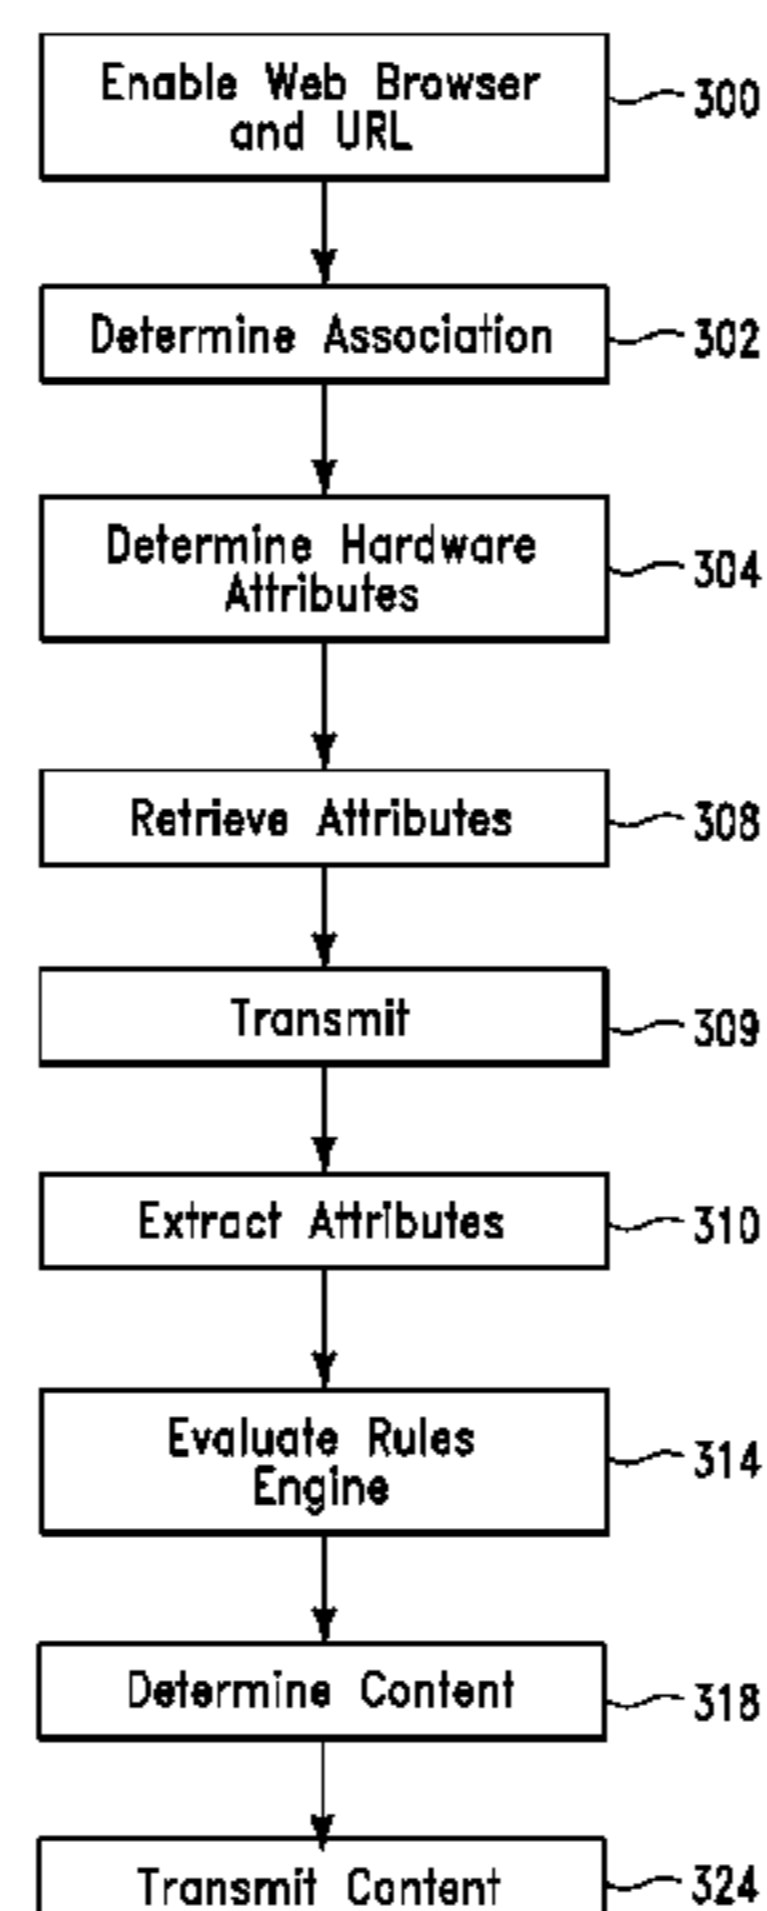 Enable Web Browser
and URL
300
Determine Association
302
Determine Hardware
Attributes
304
Retrieve Attributes
308
Transmit
309
Extract Attributes
310
Evaluate Rules
Engine
314
Determine Content
318
Transmit Content
324